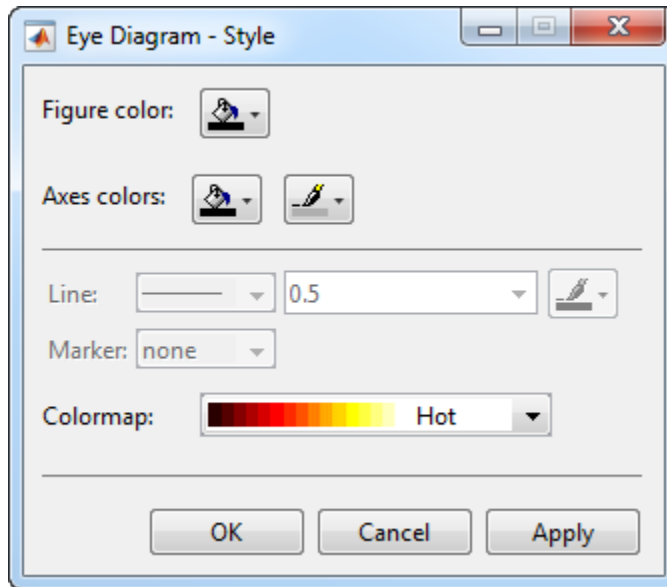 Eye Diagram - Style
Figure color:
Axes colors:
Line: 0.5
Marker: none
Colormap: Hot
OK Cancel Apply